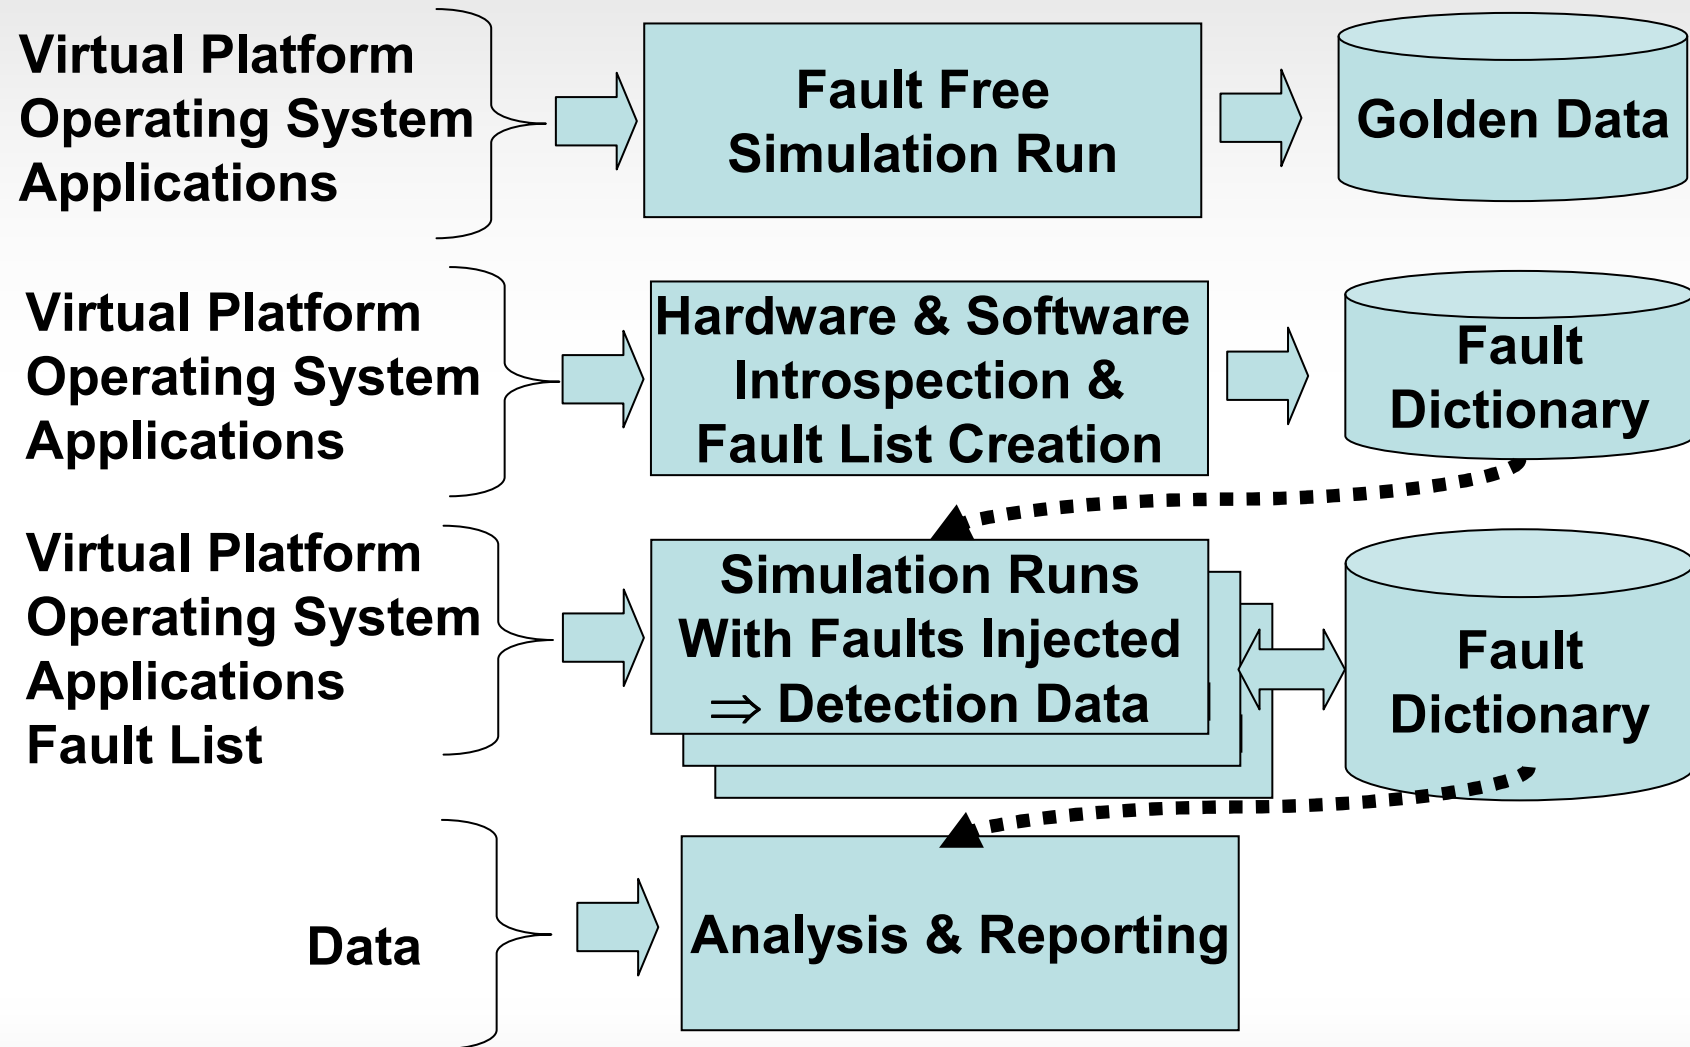 Virtual Platform
Operating System
Applications
Fault Free
Simulation Run
Golden Data
Virtual Platform
Operating System
Applications
Hardware & Software
Introspection &
Fault List Creation
Fault
Dictionary
Virtual Platform
Operating System
Applications
Fault List
Simulation Runs
With Faults Injected
⇒ Detection Data
Fault
Dictionary
Data
Analysis & Reporting